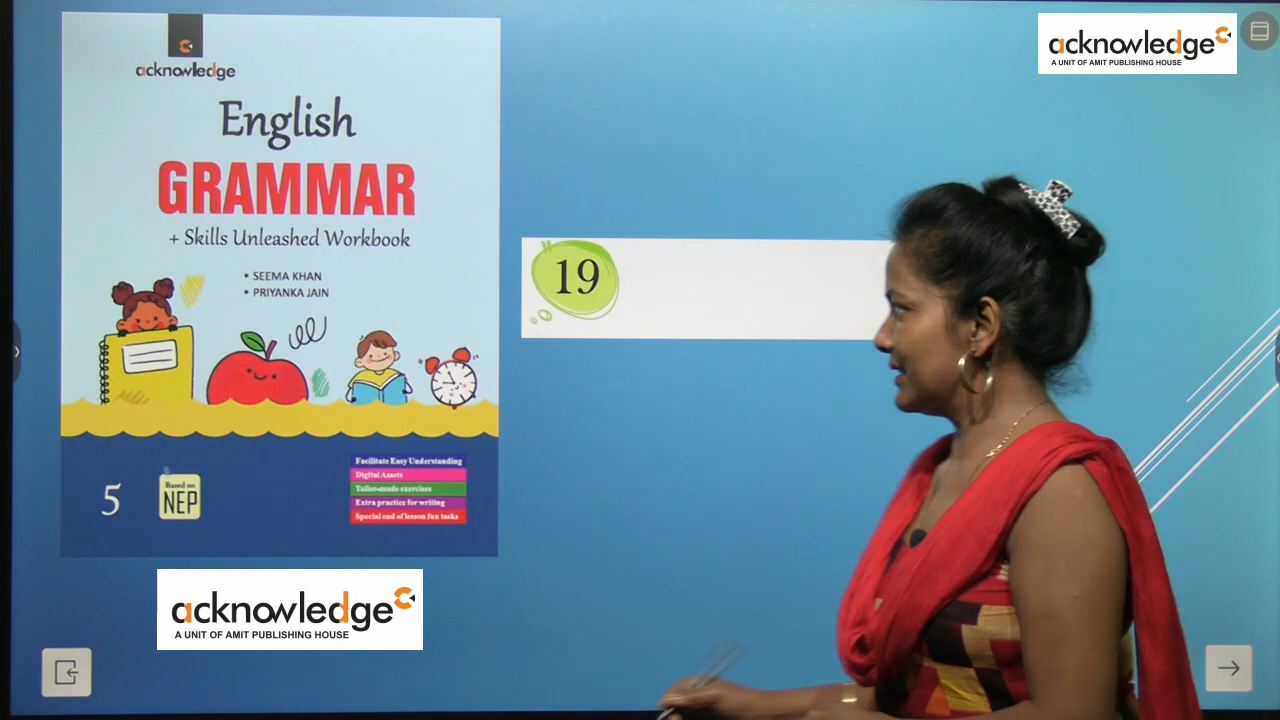 acknowledge
English
GRAMMAR
+ Skills Unleashed Workbook
• SEEMA KHAN
• PRIYANKA JAIN
5
Based on
NEP
Facilitate Easy Understanding
Digital Assets
Tailor-made exercises
Extra practice for writing
Special end of lesson fun tasks
acknowledge
A UNIT OF AMIT PUBLISHING HOUSE
19
acknowledge
A UNIT OF AMIT PUBLISHING HOUSE